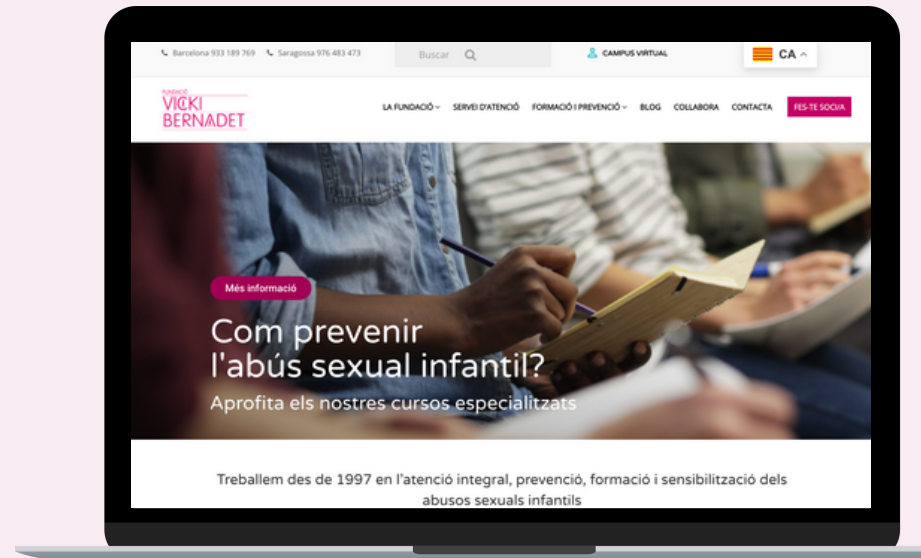 Barcelona 933 189 769 Saragossa 976 483 473 Buscar CAMPUS VIRTUAL CA
FUNDACIÓ
VICKI
BERNADET
LA FUNDACIÓ SERVEI D'ATENCIÓ FORMACIÓ I PREVENCIÓ BLOG COL·LABORA CONTACTA FES-TE SOCI/A
Més informació
Com prevenir
l'abús sexual infantil?
Aprofita els nostres cursos especialitzats
Treballem des de 1997 en l'atenció integral, prevenció, formació i sensibilització dels
abusos sexuals infantils